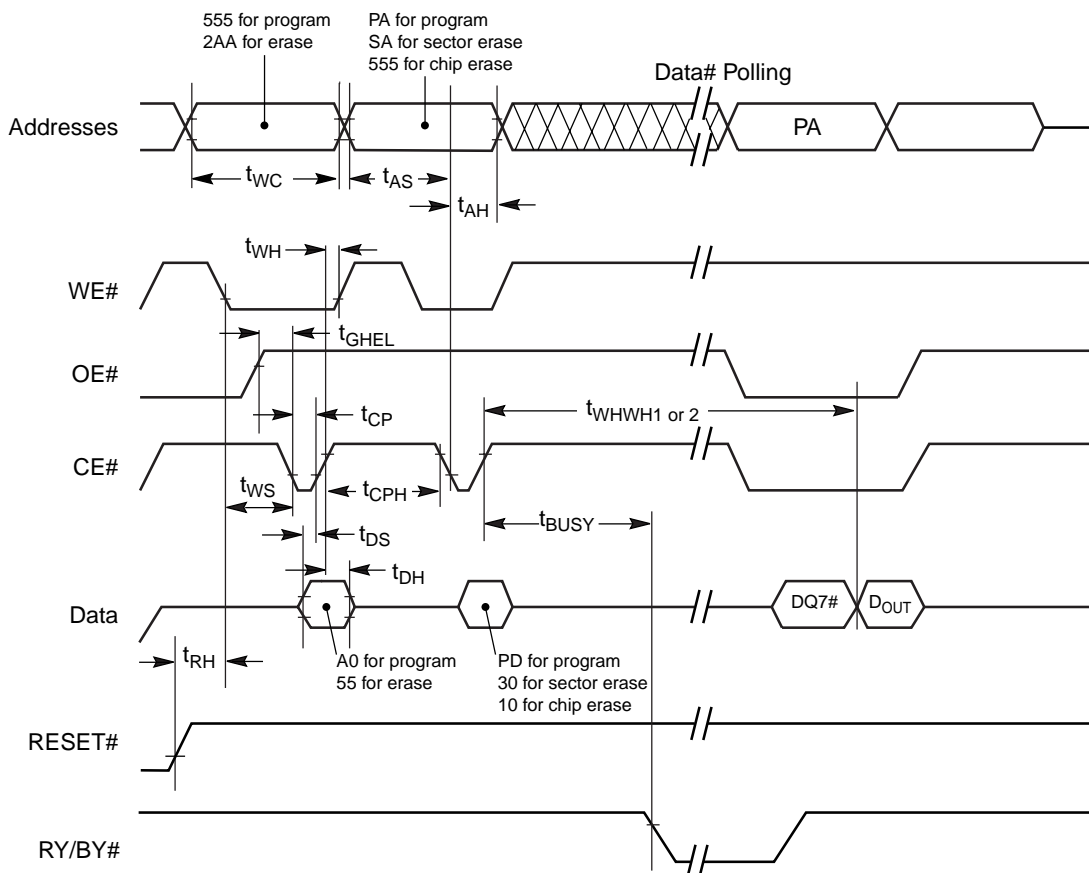 555 for program
2AA for erase
PA for program
SA for sector erase
555 for chip erase
Data# Polling
Addresses
PA
tWC
tAS
tAH
tWH
WE#
tGHEL
OE#
tWHWH1 or 2
tCP
CE#
tWS
tCPH
tBUSY
tDS
tDH
Data
DQ7#
DOUT
tRH
A0 for program
55 for erase
PD for program
30 for sector erase
10 for chip erase
RESET#
RY/BY#